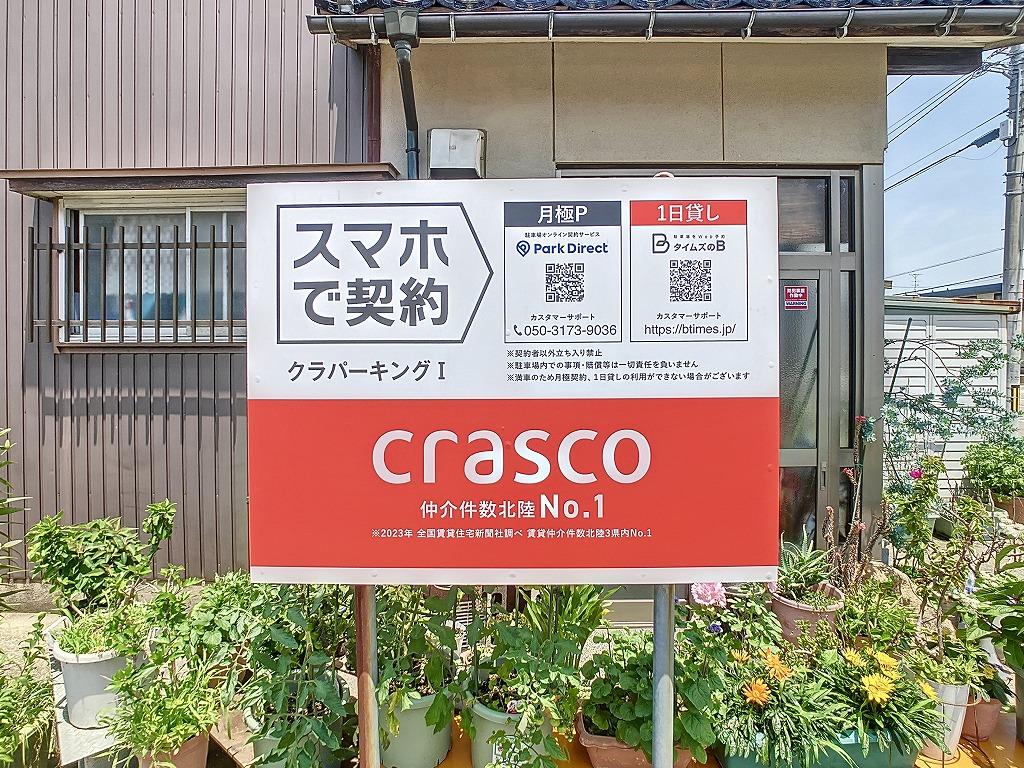 スマホ
で契約
クラパーキングⅠ
月極P
駐車場オンライン契約サービス
Park Direct
カスタマーサポート
050-3173-9036
1日貸し
駐車場をWeb予約
B タイムズのB
カスタマーサポート
https://btimes.jp/
※契約者以外立ち入り禁止
※駐車場内での事項・賠償等は一切責任を負いません
※満車のため月極契約、1日貸しの利用ができない場合がございます
crasco
仲介件数北陸No.1
※2023年 全国賃貸住宅新聞社調べ 賃貸仲介件数北陸3県内No.1
WARNING